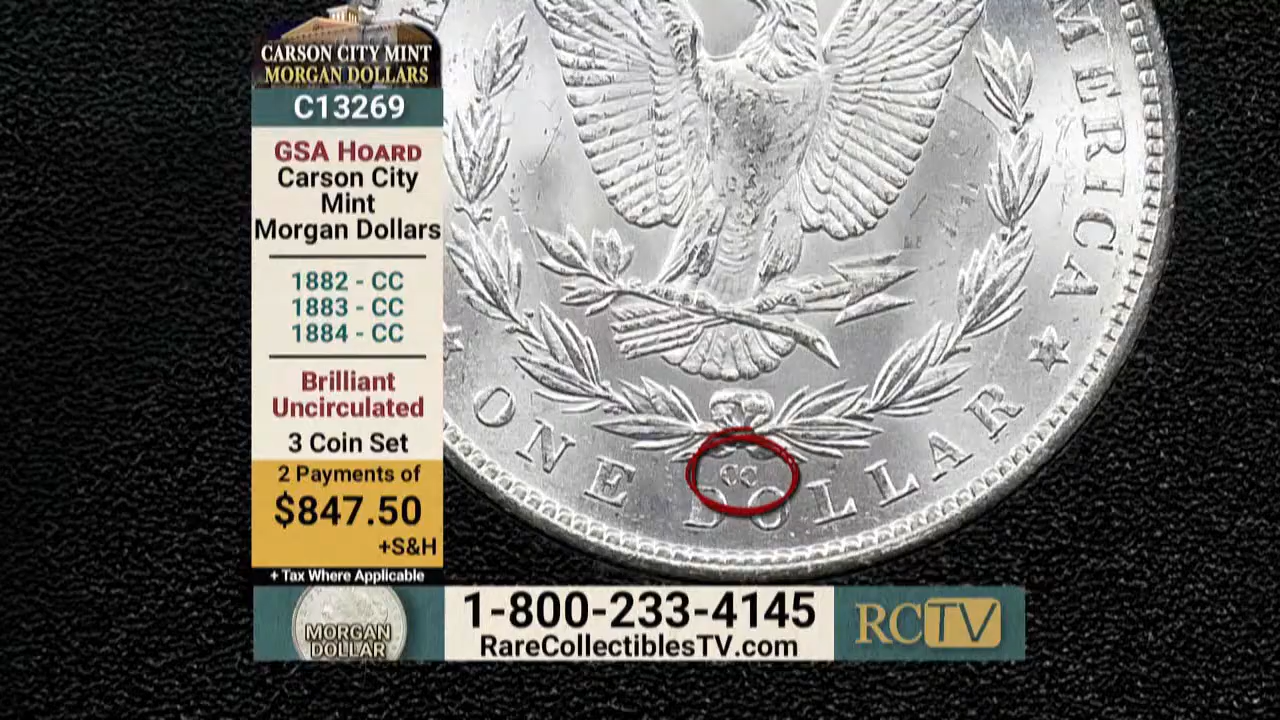 CARSON CITY MINT
MORGAN DOLLARS
C13269
GSA HOARD
Carson City
Mint
Morgan Dollars
1882 - CC
1883 - CC
1884 - CC
Brilliant
Uncirculated
3 Coin Set
2 Payments of
$847.50
+S&H
+ Tax Where Applicable
MORGAN
DOLLAR
1-800-233-4145
RareCollectiblesTV.com
RCTV
MERICA
CC
ONE DOLLAR